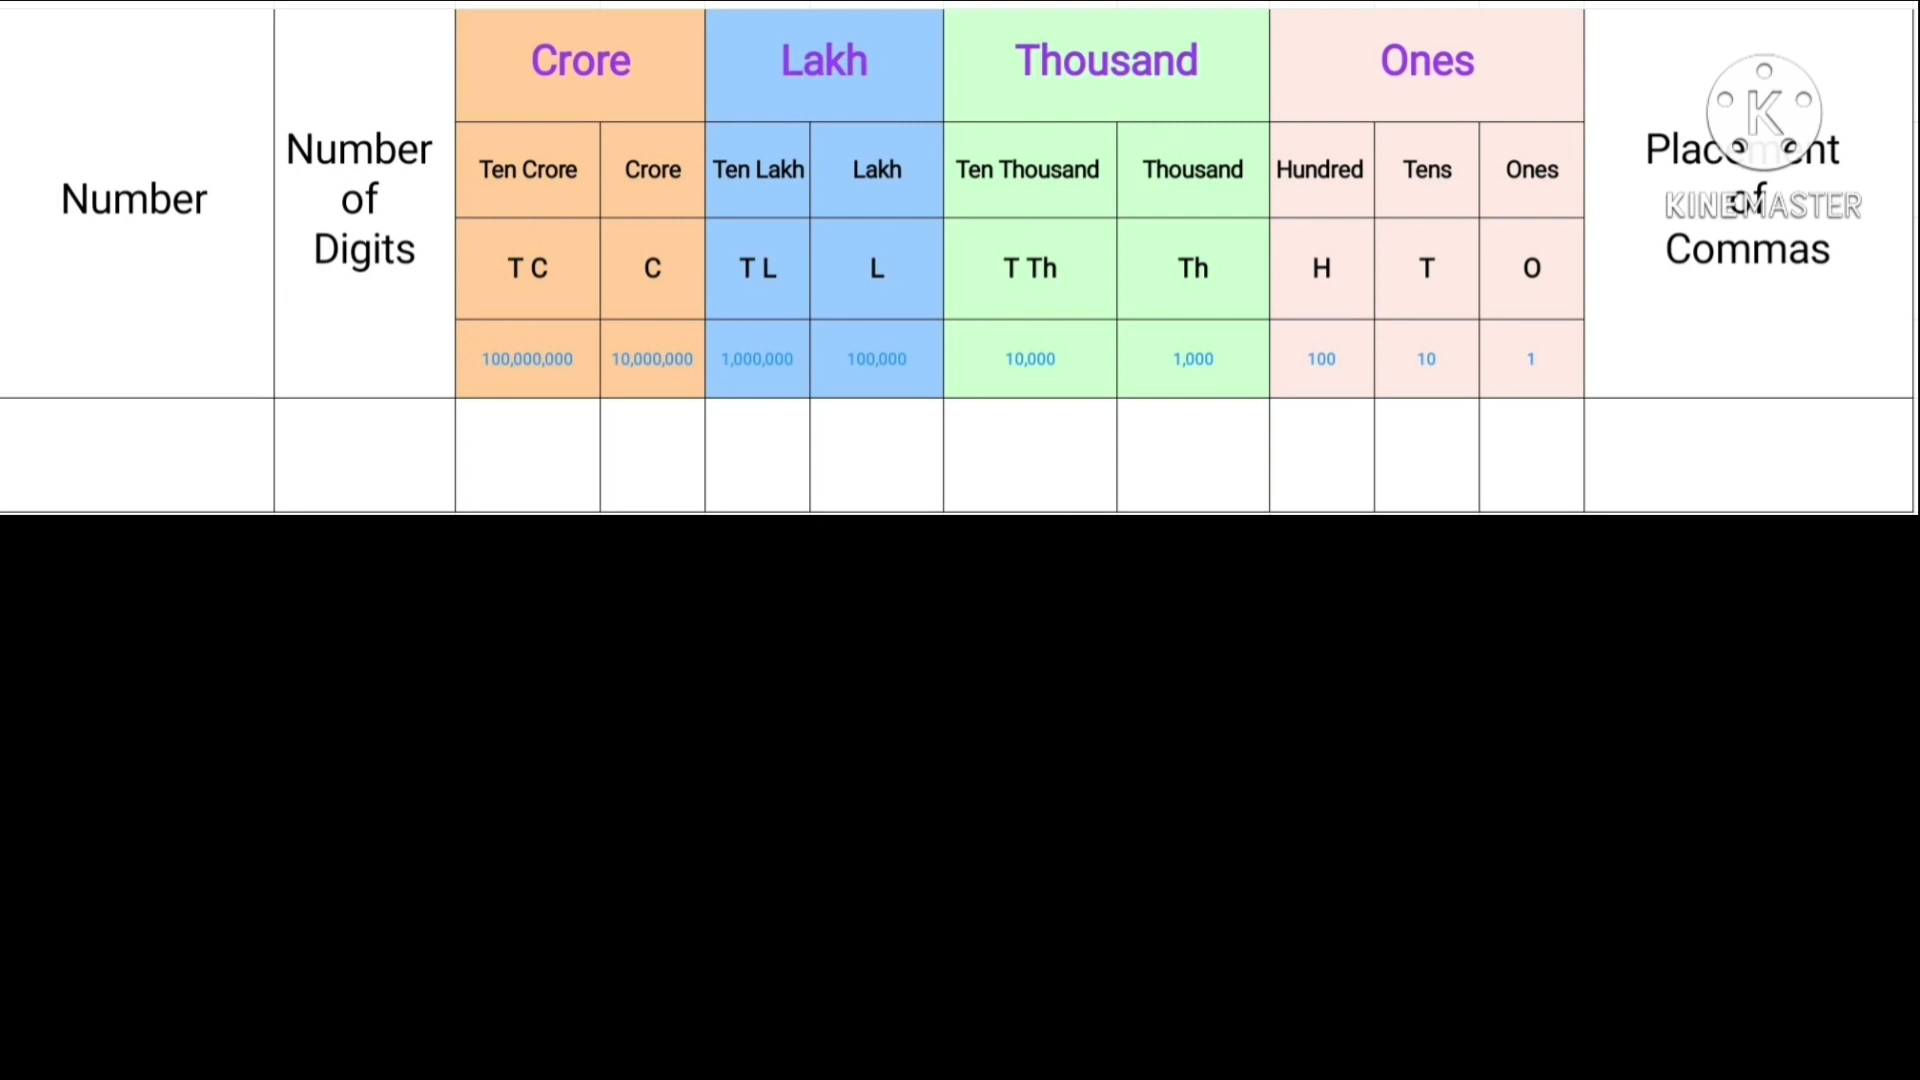 Number
Number
of
Digits
Crore
Lakh
Thousand
Ones
Placement
of
Commas
Ten Crore
Crore
Ten Lakh
Lakh
Ten Thousand
Thousand
Hundred
Tens
Ones
T C
C
T L
L
T Th
Th
H
T
O
100,000,000
10,000,000
1,000,000
100,000
10,000
1,000
100
10
1
K
KINEMASTER